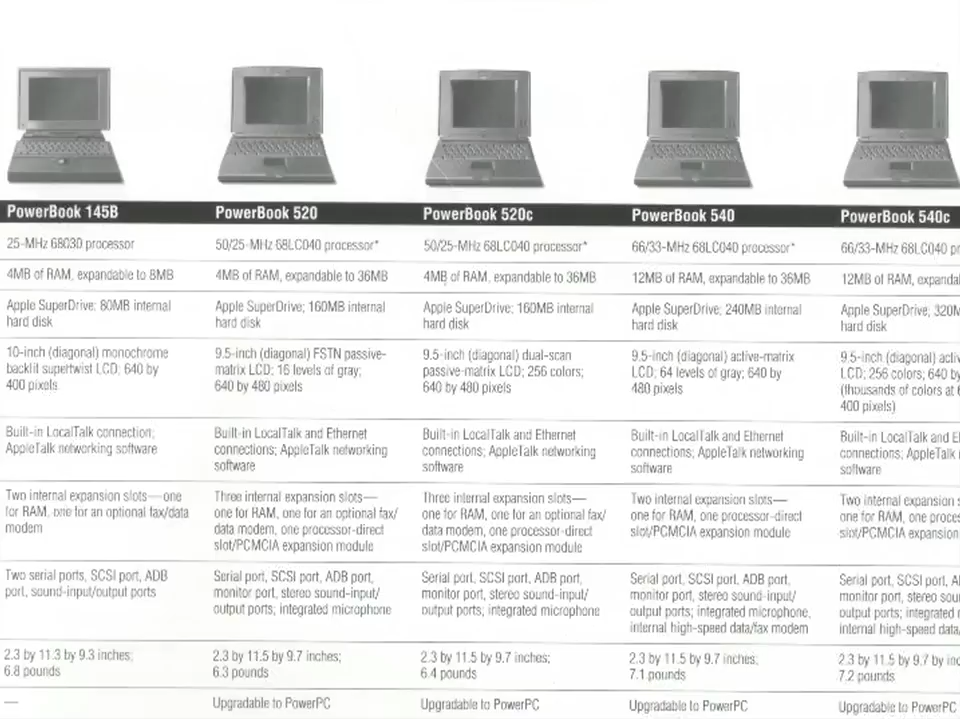 PowerBook 145B
25-MHz 68030 processor
4MB of RAM, expandable to 8MB
Apple SuperDrive; 80MB internal
hard disk
10-inch (diagonal) monochrome
backlit supertwist LCD; 640 by
400 pixels
Built-in LocalTalk connection;
AppleTalk networking software
Two internal expansion slots—one
for RAM, one for an optional fax/data
modem
Two serial ports, SCSI port, ADB
port, sound-input/output ports
2.3 by 11.3 by 9.3 inches;
6.8 pounds
—
PowerBook 520
50/25-MHz 68LC040 processor*
4MB of RAM, expandable to 36MB
Apple SuperDrive; 160MB internal
hard disk
9.5-inch (diagonal) FSTN passive-
matrix LCD; 16 levels of gray;
640 by 480 pixels
Built-in LocalTalk and Ethernet
connections; AppleTalk networking
software
Three internal expansion slots—
one for RAM, one for an optional fax/
data modem, one processor-direct
slot/PCMCIA expansion module
Serial port, SCSI port, ADB port,
monitor port, stereo sound-input/
output ports; integrated microphone
2.3 by 11.5 by 9.7 inches;
6.3 pounds
Upgradable to PowerPC
PowerBook 520c
50/25-MHz 68LC040 processor*
4MB of RAM, expandable to 36MB
Apple SuperDrive; 160MB internal
hard disk
9.5-inch (diagonal) dual-scan
passive-matrix LCD; 256 colors;
640 by 480 pixels
Built-in LocalTalk and Ethernet
connections; AppleTalk networking
software
Three internal expansion slots—
one for RAM, one for an optional fax/
data modem, one processor-direct
slot/PCMCIA expansion module
Serial port, SCSI port, ADB port,
monitor port, stereo sound-input/
output ports; integrated microphone
2.3 by 11.5 by 9.7 inches;
6.4 pounds
Upgradable to PowerPC
PowerBook 540
66/33-MHz 68LC040 processor*
12MB of RAM, expandable to 36MB
Apple SuperDrive; 240MB internal
hard disk
9.5-inch (diagonal) active-matrix
LCD; 64 levels of gray; 640 by
480 pixels
Built-in LocalTalk and Ethernet
connections; AppleTalk networking
software
Two internal expansion slots—
one for RAM, one processor-direct
slot/PCMCIA expansion module
Serial port, SCSI port, ADB port,
monitor port, stereo sound-input/
output ports; integrated microphone,
internal high-speed data/fax modem
2.3 by 11.5 by 9.7 inches;
7.1 pounds
Upgradable to PowerPC
PowerBook 540c
66/33-MHz 68LC040 pr
12MB of RAM, expanda
Apple SuperDrive; 320M
hard disk
9.5-inch (diagonal) activ
LCD; 256 colors; 640 by
(thousands of colors at 6
400 pixels)
Built-in LocalTalk and E
connections; AppleTalk
software
Two internal expansion s
one for RAM, one proces
slot/PCMCIA expansion
Serial port, SCSI port, A
monitor port, stereo sou
output ports; integrated m
internal high-speed data/
2.3 by 11.5 by 9.7 by inc
7.2 pounds
Upgradable to PowerPC